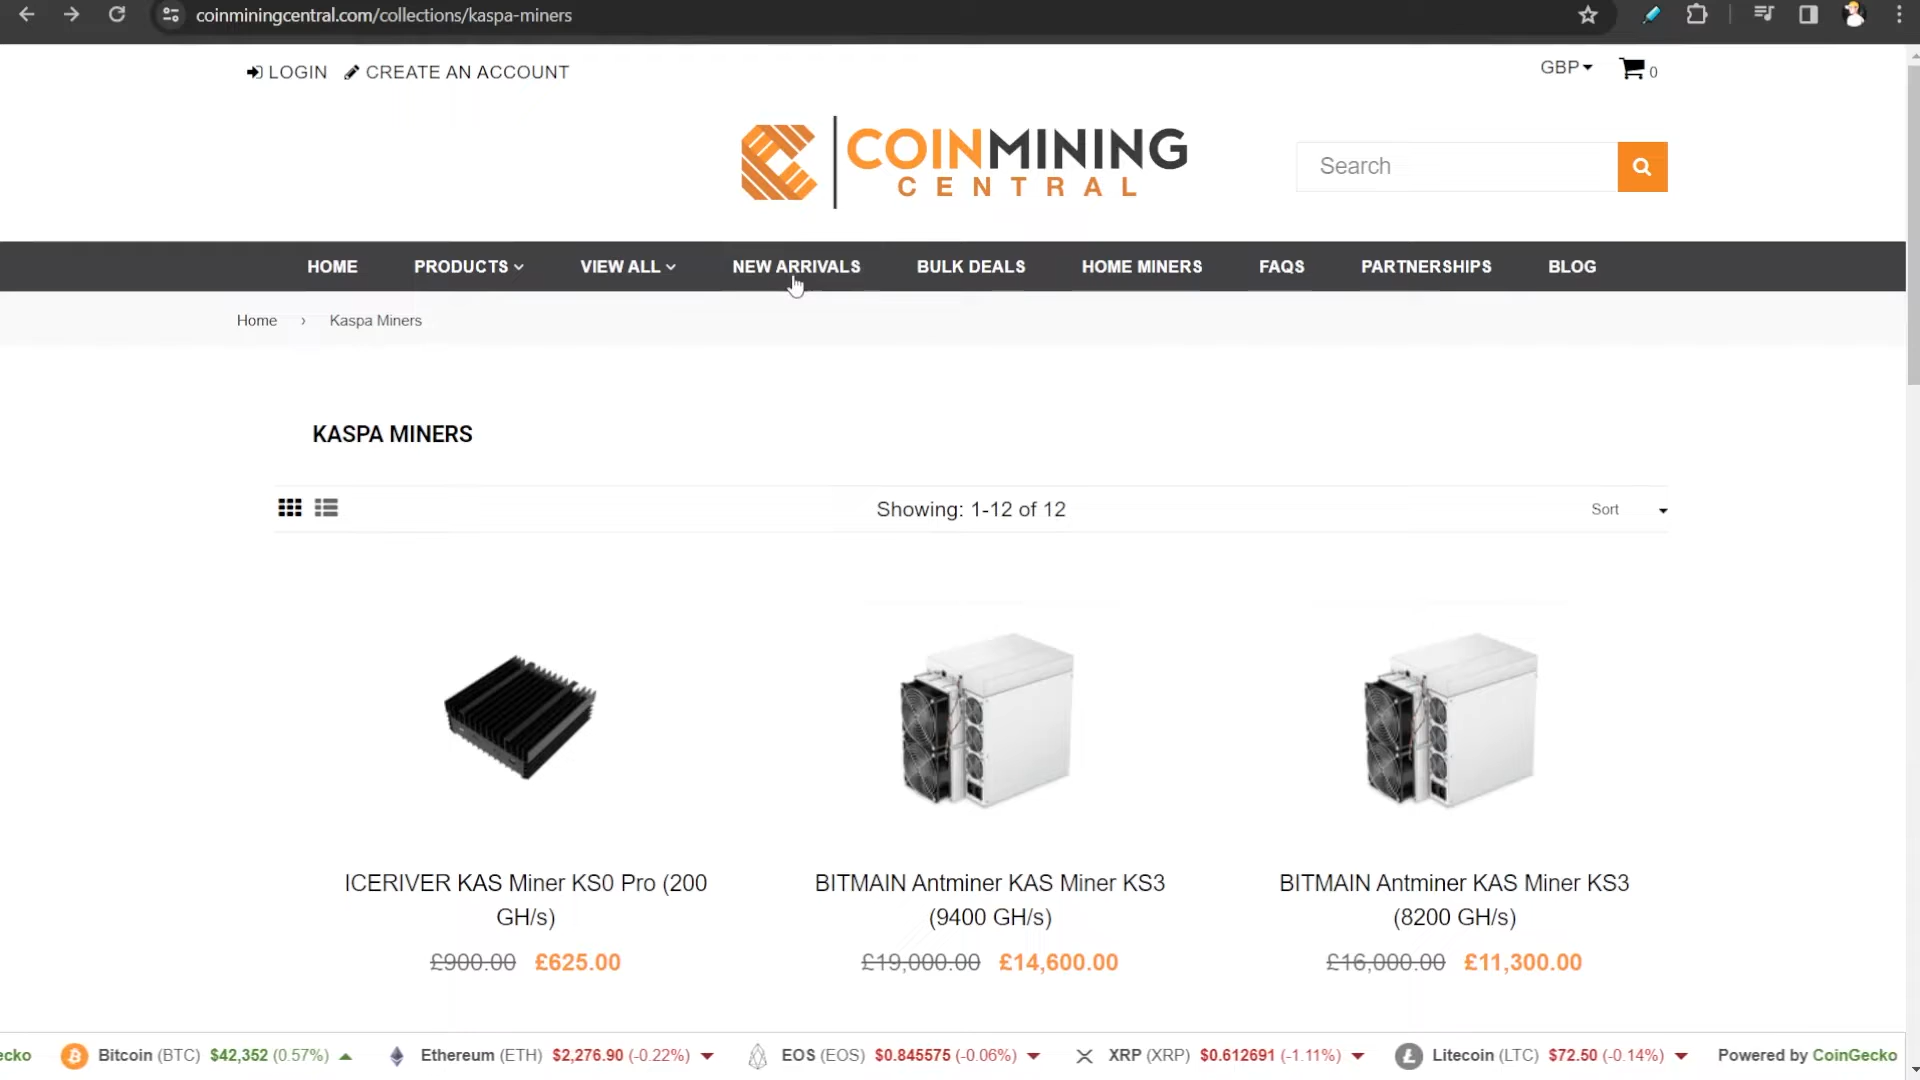 coinminingcentral.com/collections/kaspa-miners
LOGIN CREATE AN ACCOUNT
GBP 0
COINMINING
CENTRAL
Search
HOME PRODUCTS VIEW ALL NEW ARRIVALS BULK DEALS HOME MINERS FAQS PARTNERSHIPS BLOG
Home › Kaspa Miners
KASPA MINERS
Showing: 1-12 of 12
Sort
ICERIVER KAS Miner KS0 Pro (200
GH/s)
£900.00 £625.00
BITMAIN Antminer KAS Miner KS3
(9400 GH/s)
£19,000.00 £14,600.00
BITMAIN Antminer KAS Miner KS3
(8200 GH/s)
£16,000.00 £11,300.00
ecko Bitcoin (BTC) $42,352 (0.57%) Ethereum (ETH) $2,276.90 (-0.22%) EOS (EOS) $0.845575 (-0.06%) XRP (XRP) $0.612691 (-1.11%) Litecoin (LTC) $72.50 (-0.14%) Powered by CoinGecko